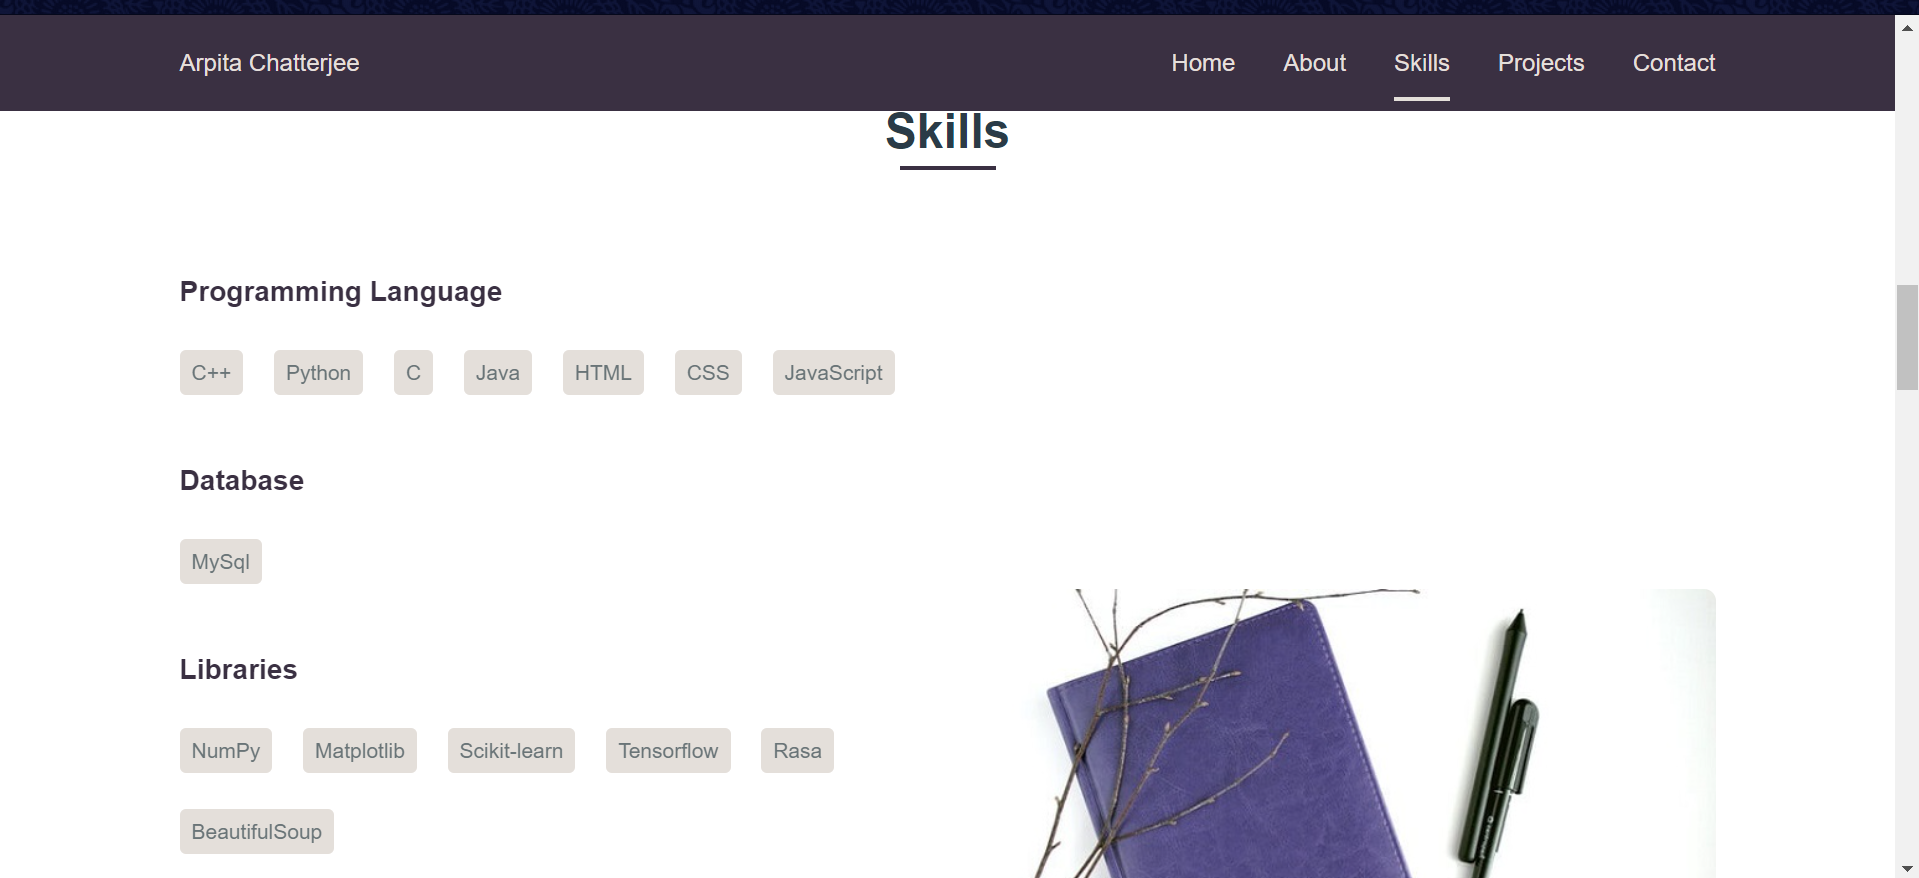 Arpita Chatterjee Home About Skills Projects Contact
Skills
Programming Language
C++ Python C Java HTML CSS JavaScript
Database
MySql
Libraries
NumPy Matplotlib Scikit-learn Tensorflow Rasa
BeautifulSoup